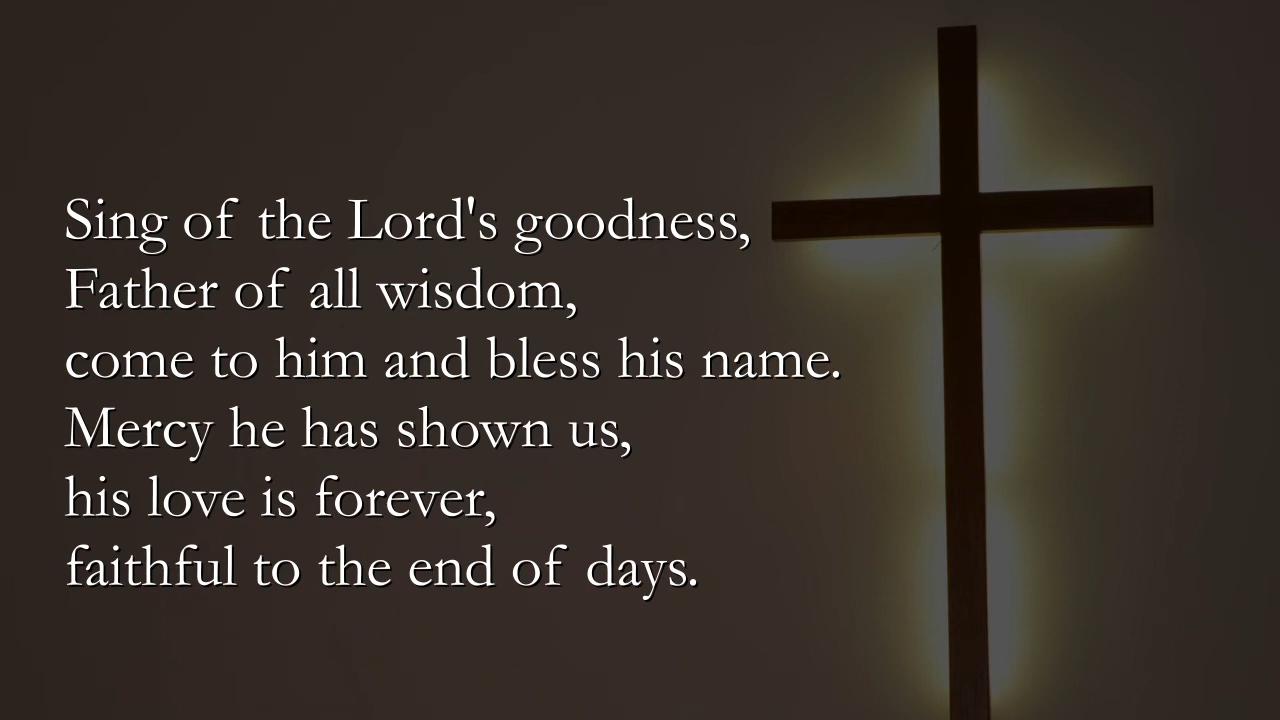 Sing of the Lord's goodness,
Father of all wisdom,
come to him and bless his name.
Mercy he has shown us,
his love is forever,
faithful to the end of days.